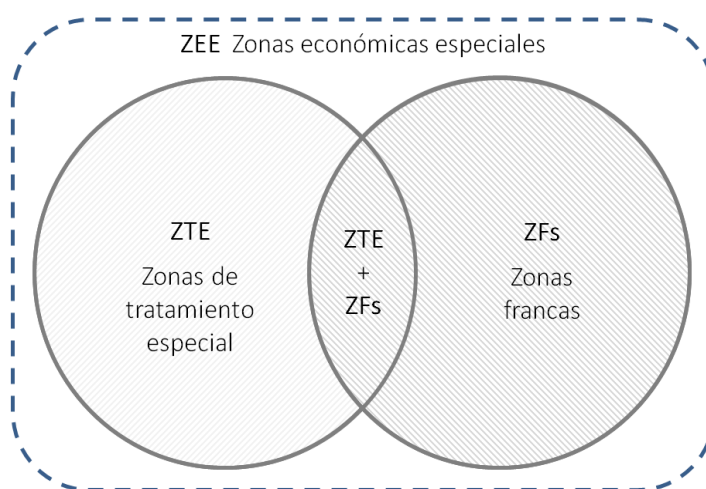 ZEE Zonas económicas especiales
ZTE
Zonas de
tratamiento
especial
ZTE
+
ZFs
ZFs
Zonas
francas